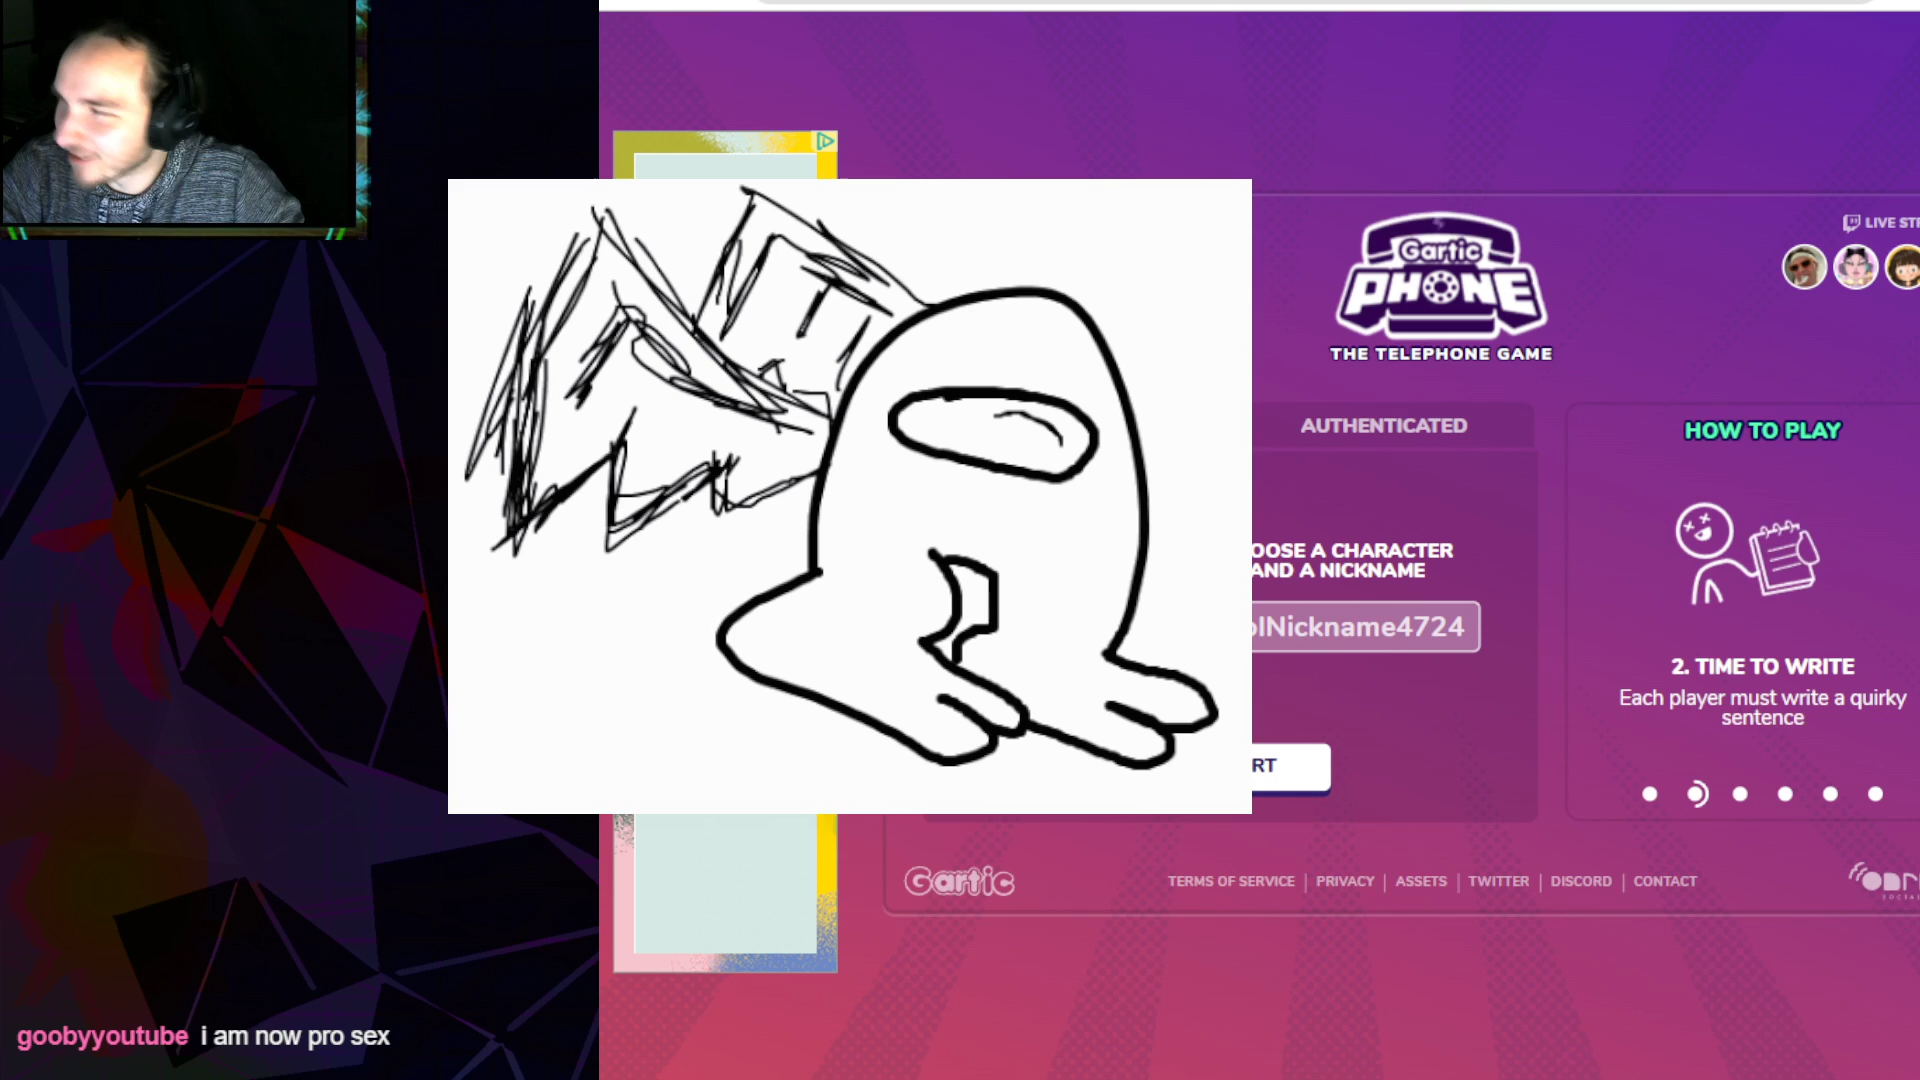 LIVE STR
Gartic
PHONE
THE TELEPHONE GAME
AUTHENTICATED
HOW TO PLAY
OOSE A CHARACTER
AND A NICKNAME
olNickname4724
2. TIME TO WRITE
Each player must write a quirky
sentence
RT
Gartic
TERMS OF SERVICE | PRIVACY | ASSETS | TWITTER | DISCORD | CONTACT
goobyyoutube i am now pro sex